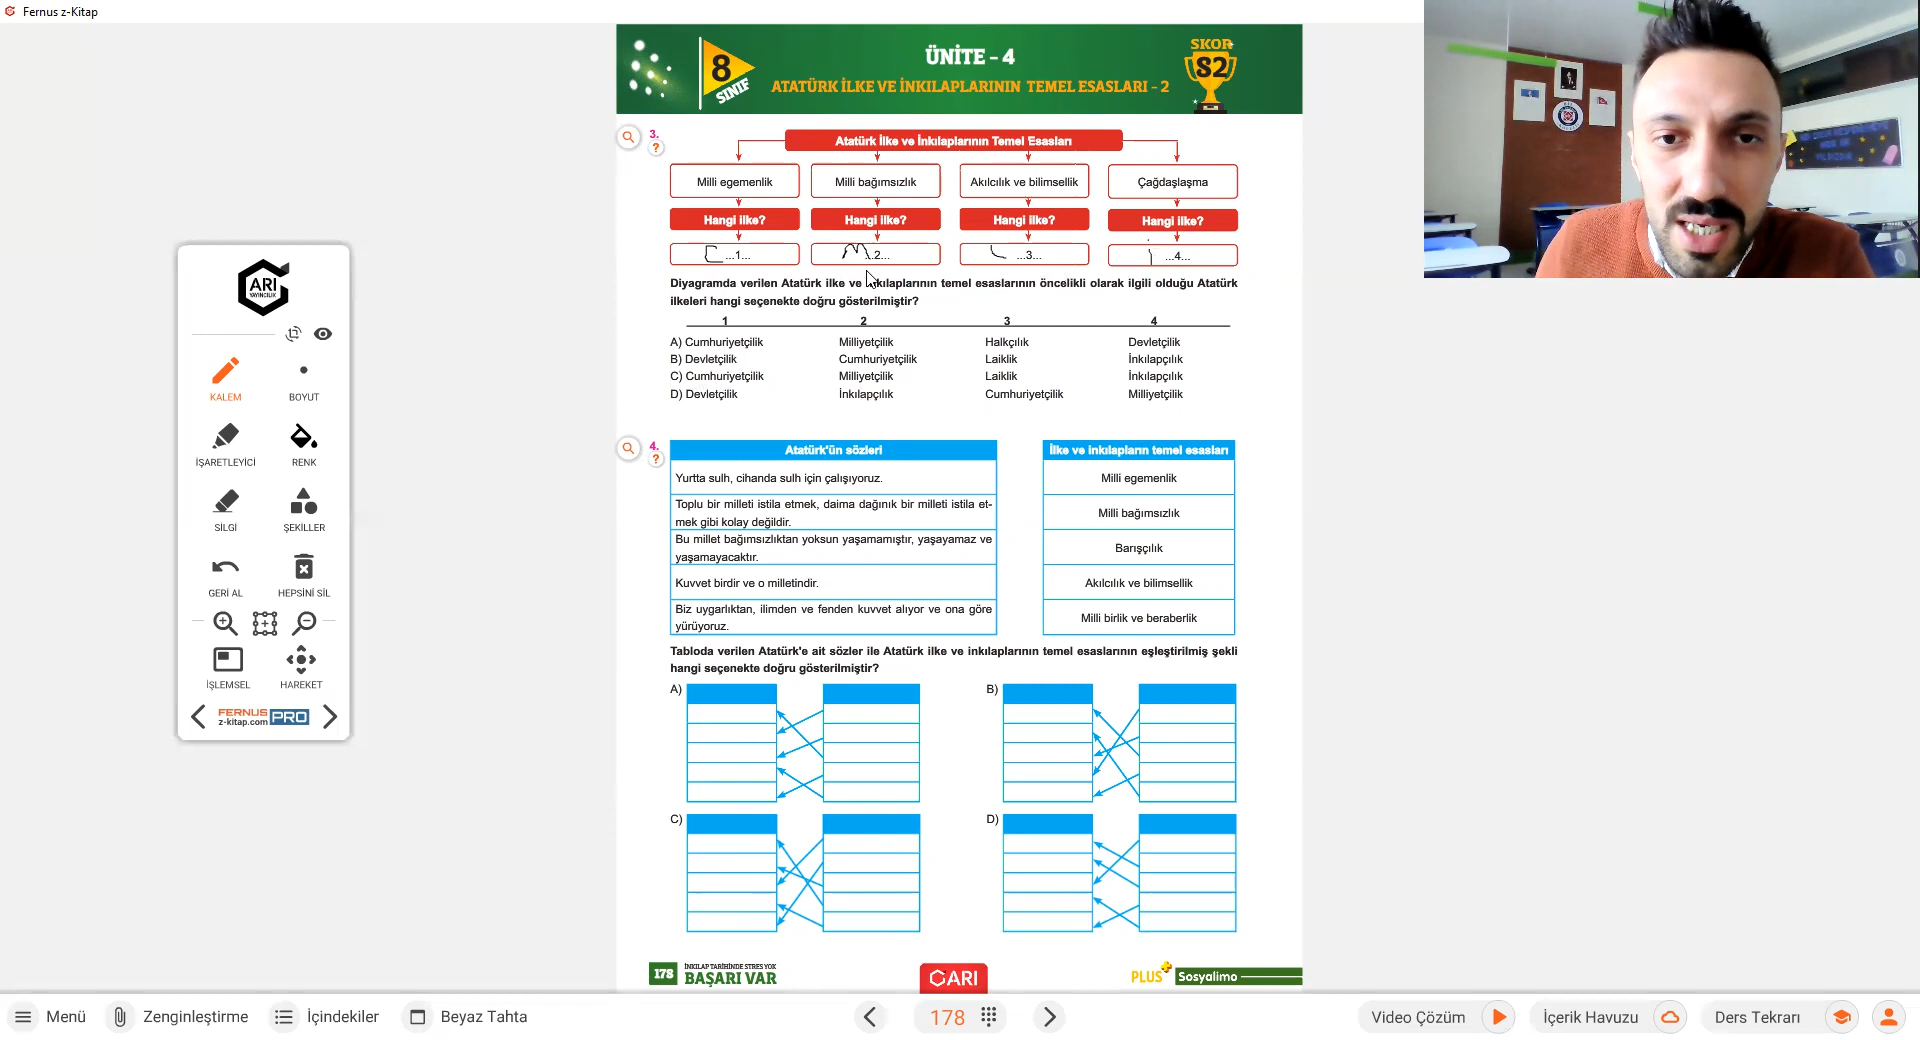 Fernus z-Kitap
8
SINIF
ÜNİTE - 4
ATATÜRK İLKE VE İNKILAPLARININ TEMEL ESASLARI - 2
SKOR
82
3.
?
Atatürk İlke ve İnkılaplarının Temel Esasları
Milli egemenlik
Milli bağımsızlık
Akılcılık ve bilimsellik
Çağdaşlaşma
Hangi ilke?
Hangi ilke?
Hangi ilke?
Hangi ilke?
C ...1...
M ...2...
L ...3...
i ...4...
Diyagramda verilen Atatürk ilke ve inkılaplarının temel esaslarının öncelikli olarak ilgili olduğu Atatürk
ilkeleri hangi seçenekte doğru gösterilmiştir?
1 2 3 4
A) Cumhuriyetçilik Milliyetçilik Halkçılık Devletçilik
B) Devletçilik Cumhuriyetçilik Laiklik İnkılapçılık
C) Cumhuriyetçilik Milliyetçilik Laiklik İnkılapçılık
D) Devletçilik İnkılapçılık Cumhuriyetçilik Milliyetçilik
4.
?
Atatürk'ün sözleri
Yurtta sulh, cihanda sulh için çalışıyoruz.
Toplu bir milleti istila etmek, daima dağınık bir milleti istila et-
mek gibi kolay değildir.
Bu millet bağımsızlıktan yoksun yaşamamıştır, yaşayamaz ve
yaşamayacaktır.
Kuvvet birdir ve o milletindir.
Biz uygarlıktan, ilimden ve fenden kuvvet alıyor ve ona göre
yürüyoruz.
İlke ve inkılapların temel esasları
Milli egemenlik
Milli bağımsızlık
Barışçılık
Akılcılık ve bilimsellik
Milli birlik ve beraberlik
Tabloda verilen Atatürk'e ait sözler ile Atatürk ilke ve inkılaplarının temel esaslarının eşleştirilmiş şekli
hangi seçenekte doğru gösterilmiştir?
A)
B)
C)
D)
178
İNKILAP TARİHİNDE STRES YOK
BAŞARI VAR
ARI
PLUS
Sosyalimo
ARI
YAYINCILIK
KALEM
BOYUT
İŞARETLEYİCİ
RENK
SİLGİ
ŞEKİLLER
GERİ AL
HEPSİNİ SİL
İŞLEMSEL
HAREKET
FERNUS
z-kitap.com
PRO
Menü
Zenginleştirme
İçindekiler
Beyaz Tahta
178
Video Çözüm
İçerik Havuzu
Ders Tekrarı